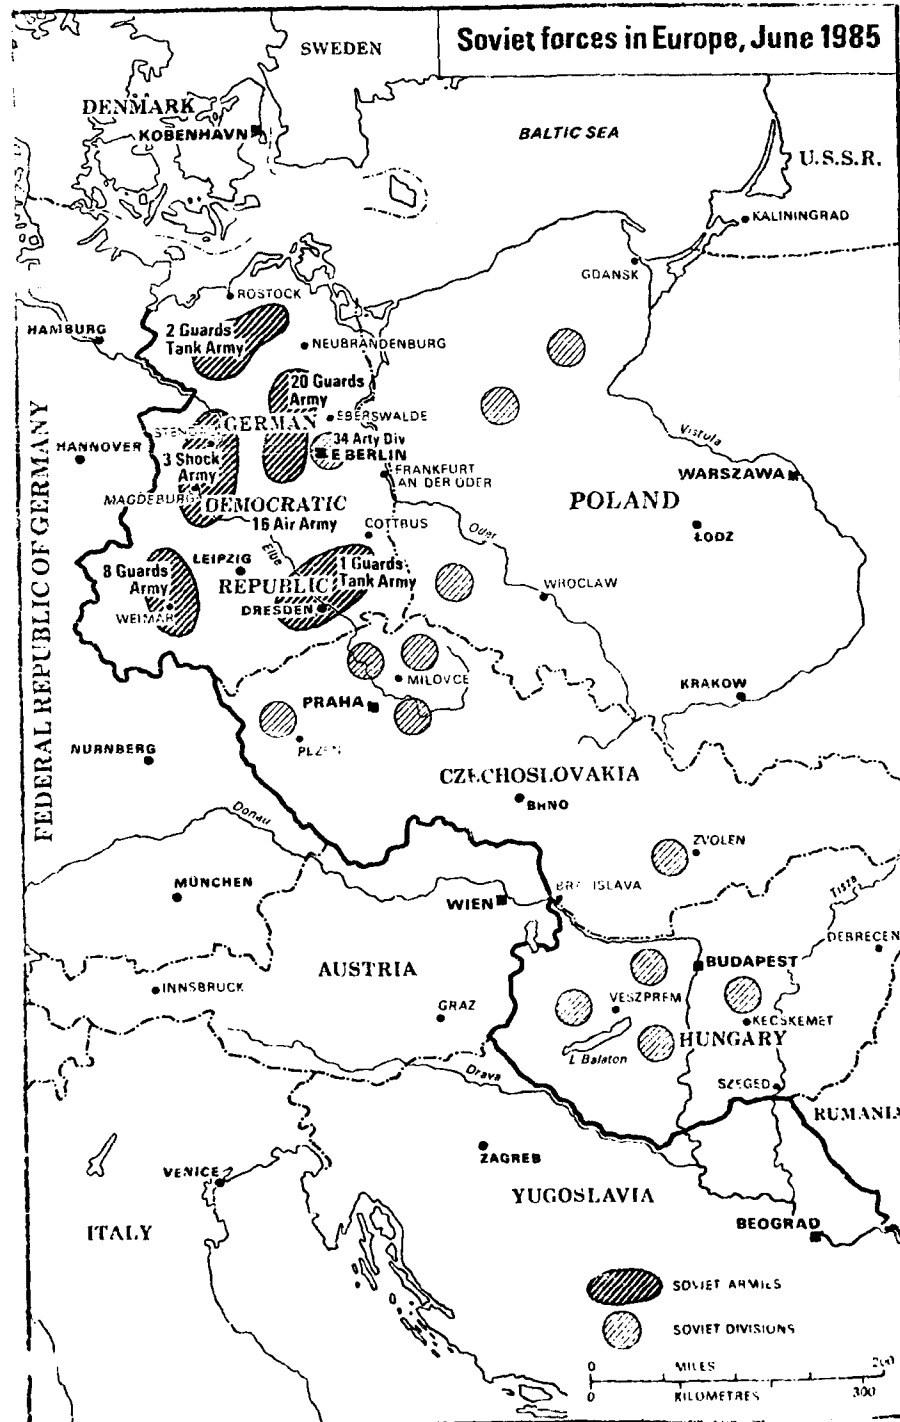 Soviet forces in Europe, June 1985
SWEDEN
DENMARK
KOBENHAVN
BALTIC SEA
U.S.S.R.
KALININGRAD
GDANSK
ROSTOCK
HAMBURG
2 Guards
Tank Army
NEUBRANDENBURG
20 Guards
Army
EBERSWALDE
GERMAN
34 Arty Div
E BERLIN
HANNOVER
3 Shock
Army
FRANKFURT
AN DER ODER
Vistula
WARSZAWA
MAGDEBURG
DEMOCRATIC
16 Air Army
POLAND
COTTBUS
Oder
ŁODZ
Elbe
LEIPZIG
8 Guards
Army
REPUBLIC
1 Guards
Tank Army
WROCLAW
WEIMAR
DRESDEN
FEDERAL REPUBLIC OF GERMANY
MILOVCE
KRAKOW
PRAHA
NURNBERG
CZECHOSLOVAKIA
BRNO
Donau
ZVOLEN
MÜNCHEN
WIEN
BRATISLAVA
Tisza
DEBRECEN
AUSTRIA
BUDAPEST
INNSBRUCK
VESZPREM
GRAZ
KECSKEMET
HUNGARY
L Balaton
Drava
SZEGED
RUMANIA
ZAGREB
VENICE
YUGOSLAVIA
ITALY
BEOGRAD
SOVIET ARMIES
SOVIET DIVISIONS
0 MILES 200
0 KILOMETRES 300